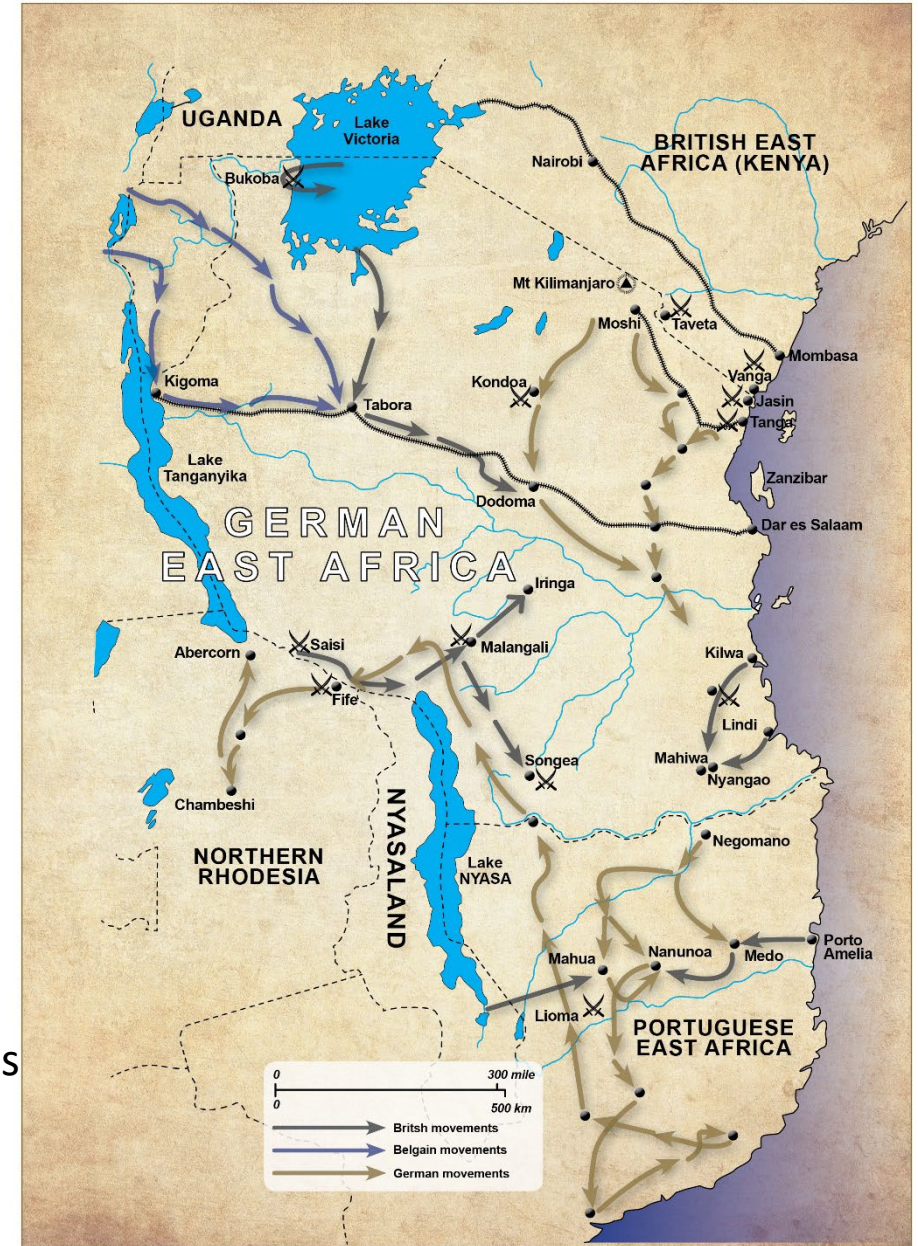 UGANDA
Lake
Victoria
BRITISH EAST
AFRICA (KENYA)
Nairobi
Bukoba
Mt Kilimanjaro
Moshi
Taveta
Mombasa
Vanga
Kondoa
Jasin
Kigoma
Tabora
Tanga
Lake
Tanganyika
Zanzibar
Dodoma
GERMAN
EAST AFRICA
Dar es Salaam
Iringa
Saisi
Abercorn
Malangali
Kilwa
Fife
Lindi
Mahiwa
Nyangao
Songea
Chambeshi
NYASALAND
Negomano
NORTHERN
RHODESIA
Lake
NYASA
Porto
Amelia
Mahua
Nanunoa
Medo
Lioma
PORTUGUESE
EAST AFRICA
s
0 300 mile
0 500 km
Britsh movements
Belgain movements
German movements